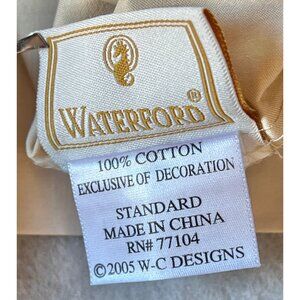 WATERFORD®
100% COTTON
EXCLUSIVE OF DECORATION
STANDARD
MADE IN CHINA
RN# 77104
©2005 W-C DESIGNS